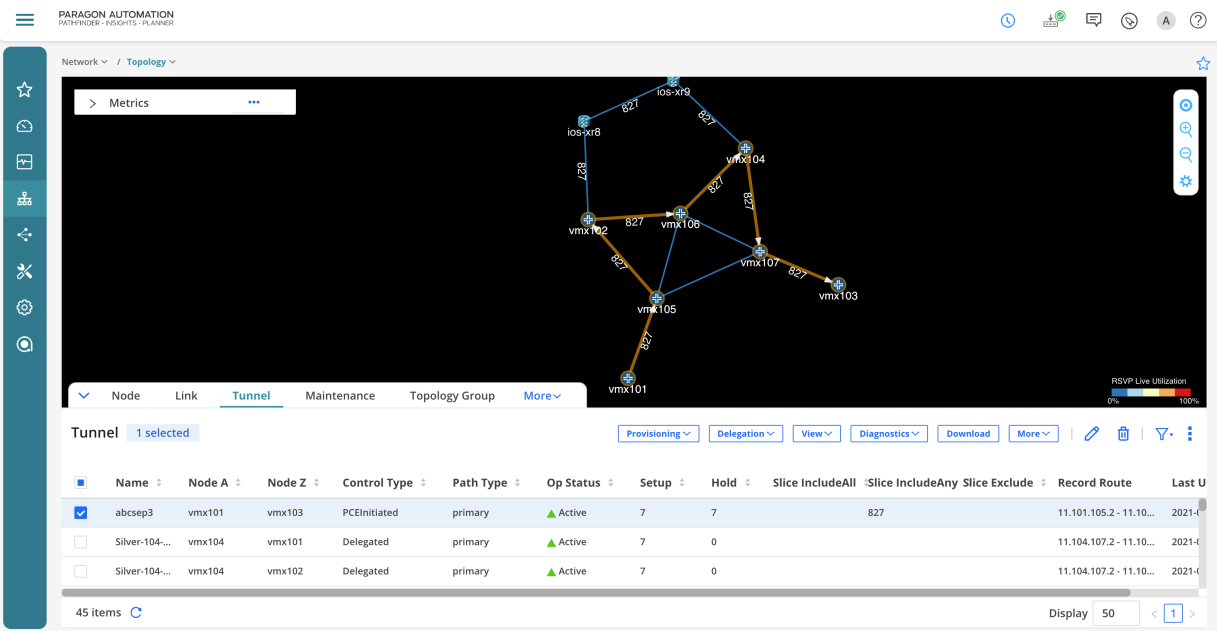 PARAGON AUTOMATION
PATHFINDER • INSIGHTS • PLANNER
A
Network / Topology
Metrics
ios-xr9
827
ios-xr8
827
vmx104
827
827
827
827
vmx102
vmx106
827
vmx107
827
vmx103
vmx105
827
vmx101
RSVP Live Utilization
0% 100%
Node Link Tunnel Maintenance Topology Group More
Tunnel 1 selected
Provisioning Delegation View Diagnostics Download More
Name Node A Node Z Control Type Path Type Op Status Setup Hold Slice IncludeAll Slice IncludeAny Slice Exclude Record Route Last U
abcsep3 vmx101 vmx103 PCEInitiated primary Active 7 7 827 11.101.105.2 - 11.10... 2021-0
Silver-104-... vmx104 vmx101 Delegated primary Active 7 0 11.104.107.2 - 11.10... 2021-0
Silver-104-... vmx104 vmx102 Delegated primary Active 7 0 11.104.107.2 - 11.10... 2021-0
45 items Display 50 1